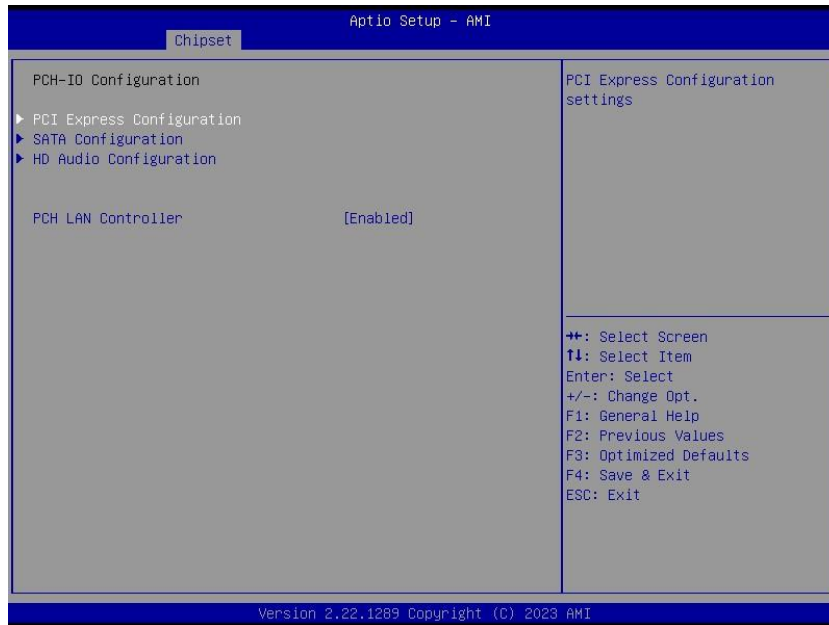 Aptio Setup – AMI
Chipset
PCH-IO Configuration
PCI Express Configuration
SATA Configuration
HD Audio Configuration
PCH LAN Controller [Enabled]
PCI Express Configuration
settings
→←: Select Screen
↑↓: Select Item
Enter: Select
+/-: Change Opt.
F1: General Help
F2: Previous Values
F3: Optimized Defaults
F4: Save & Exit
ESC: Exit
Version 2.22.1289 Copyright (C) 2023 AMI